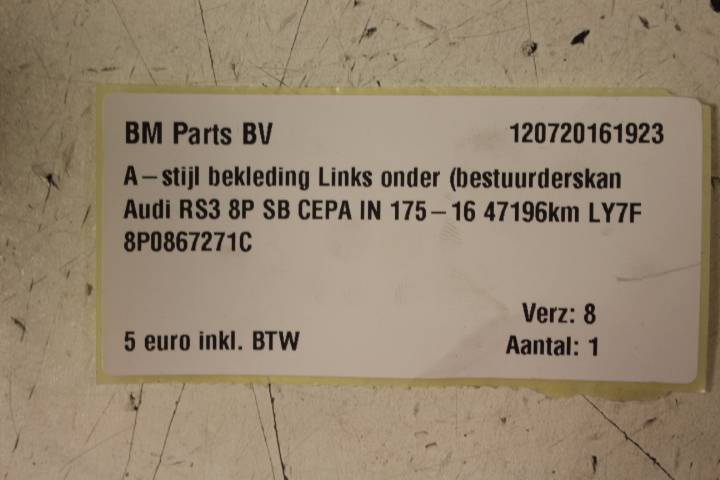 BM Parts BV 120720161923
A-stijl bekleding Links onder (bestuurderskan
Audi RS3 8P SB CEPA IN 175-16 47196km LY7F
8P0867271C
Verz: 8
5 euro inkl. BTW Aantal: 1